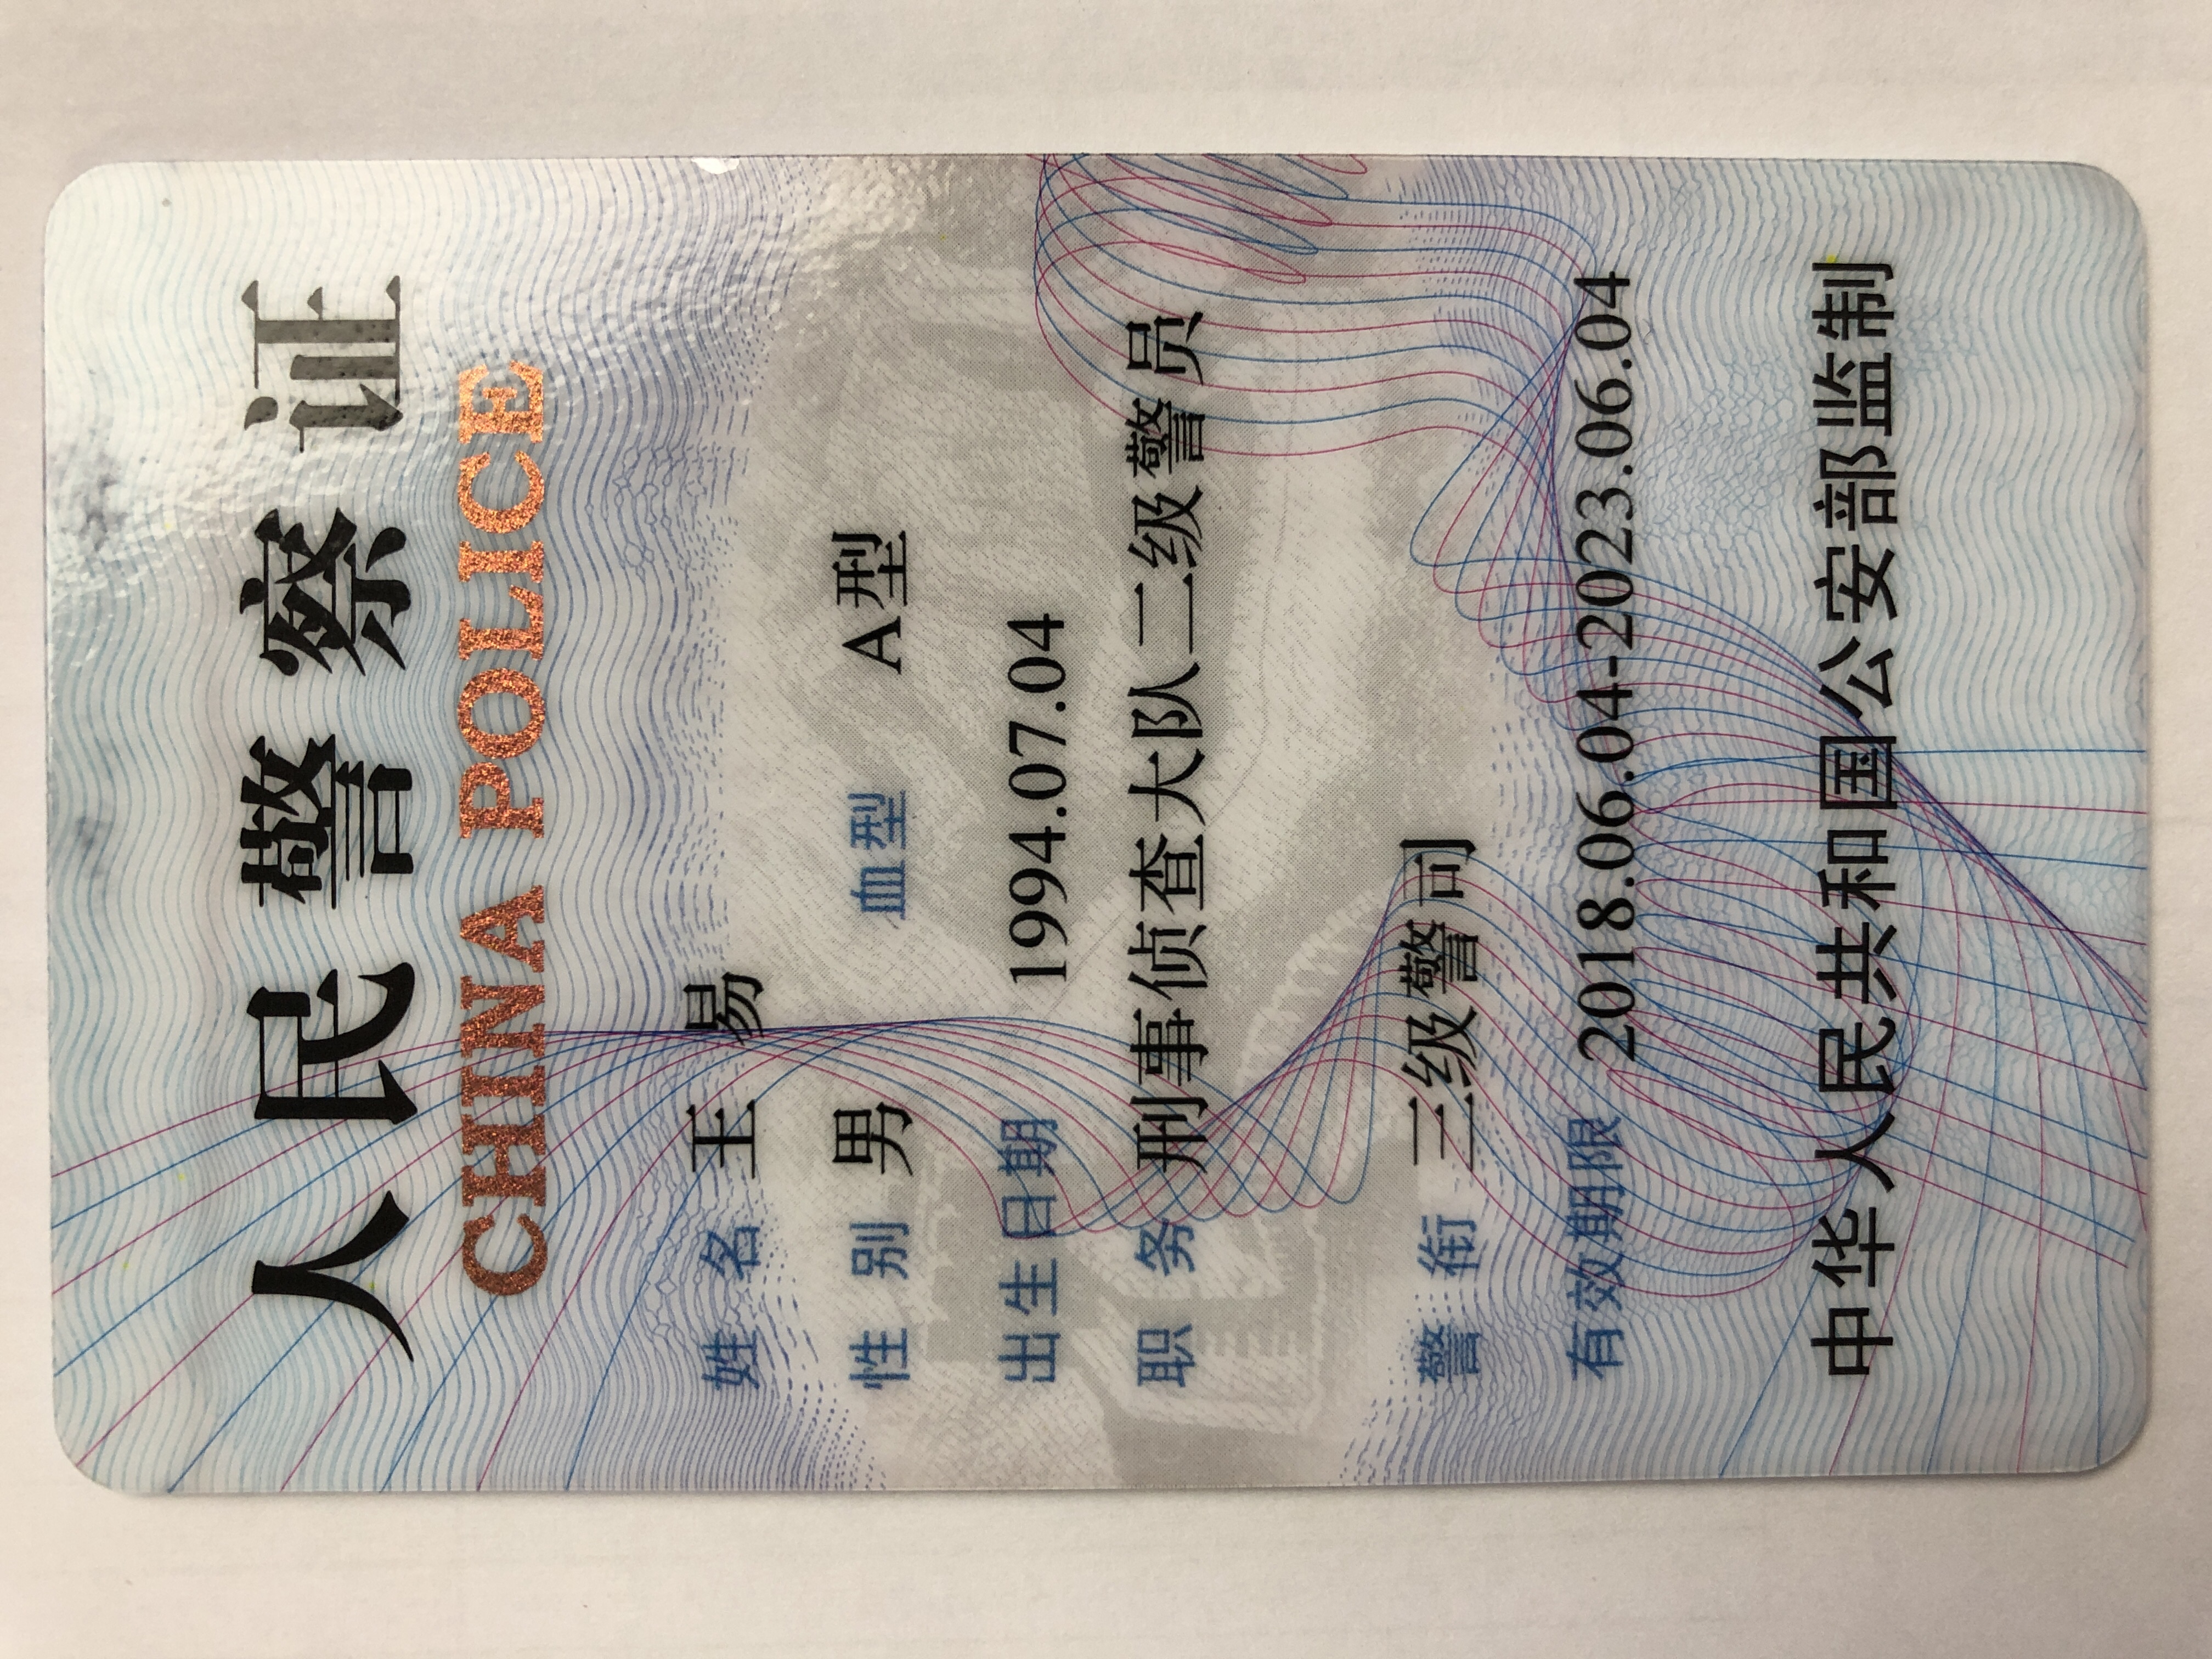 人民警察证
CHINA POLICE
姓名 王易
性别 男 血型 A型
出生日期 1994.07.04
职务 刑事侦查大队二级警员
警衔 三级警司
有效期限 2018.06.04-2023.06.04
中华人民共和国公安部监制